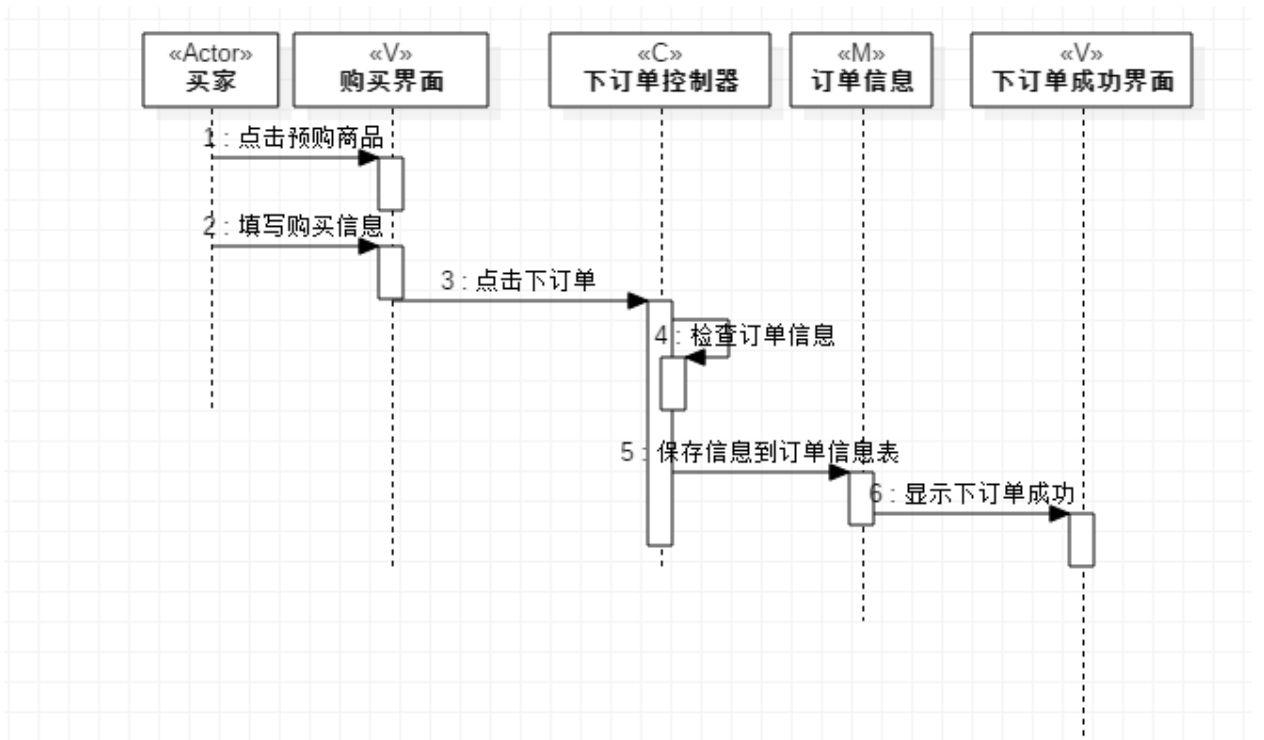 «Actor»
买家
«V»
购买界面
«C»
下订单控制器
«M»
订单信息
«V»
下订单成功界面
1 : 点击预购商品
2 : 填写购买信息
3 : 点击下订单
4 : 检查订单信息
5 : 保存信息到订单信息表
6 : 显示下订单成功